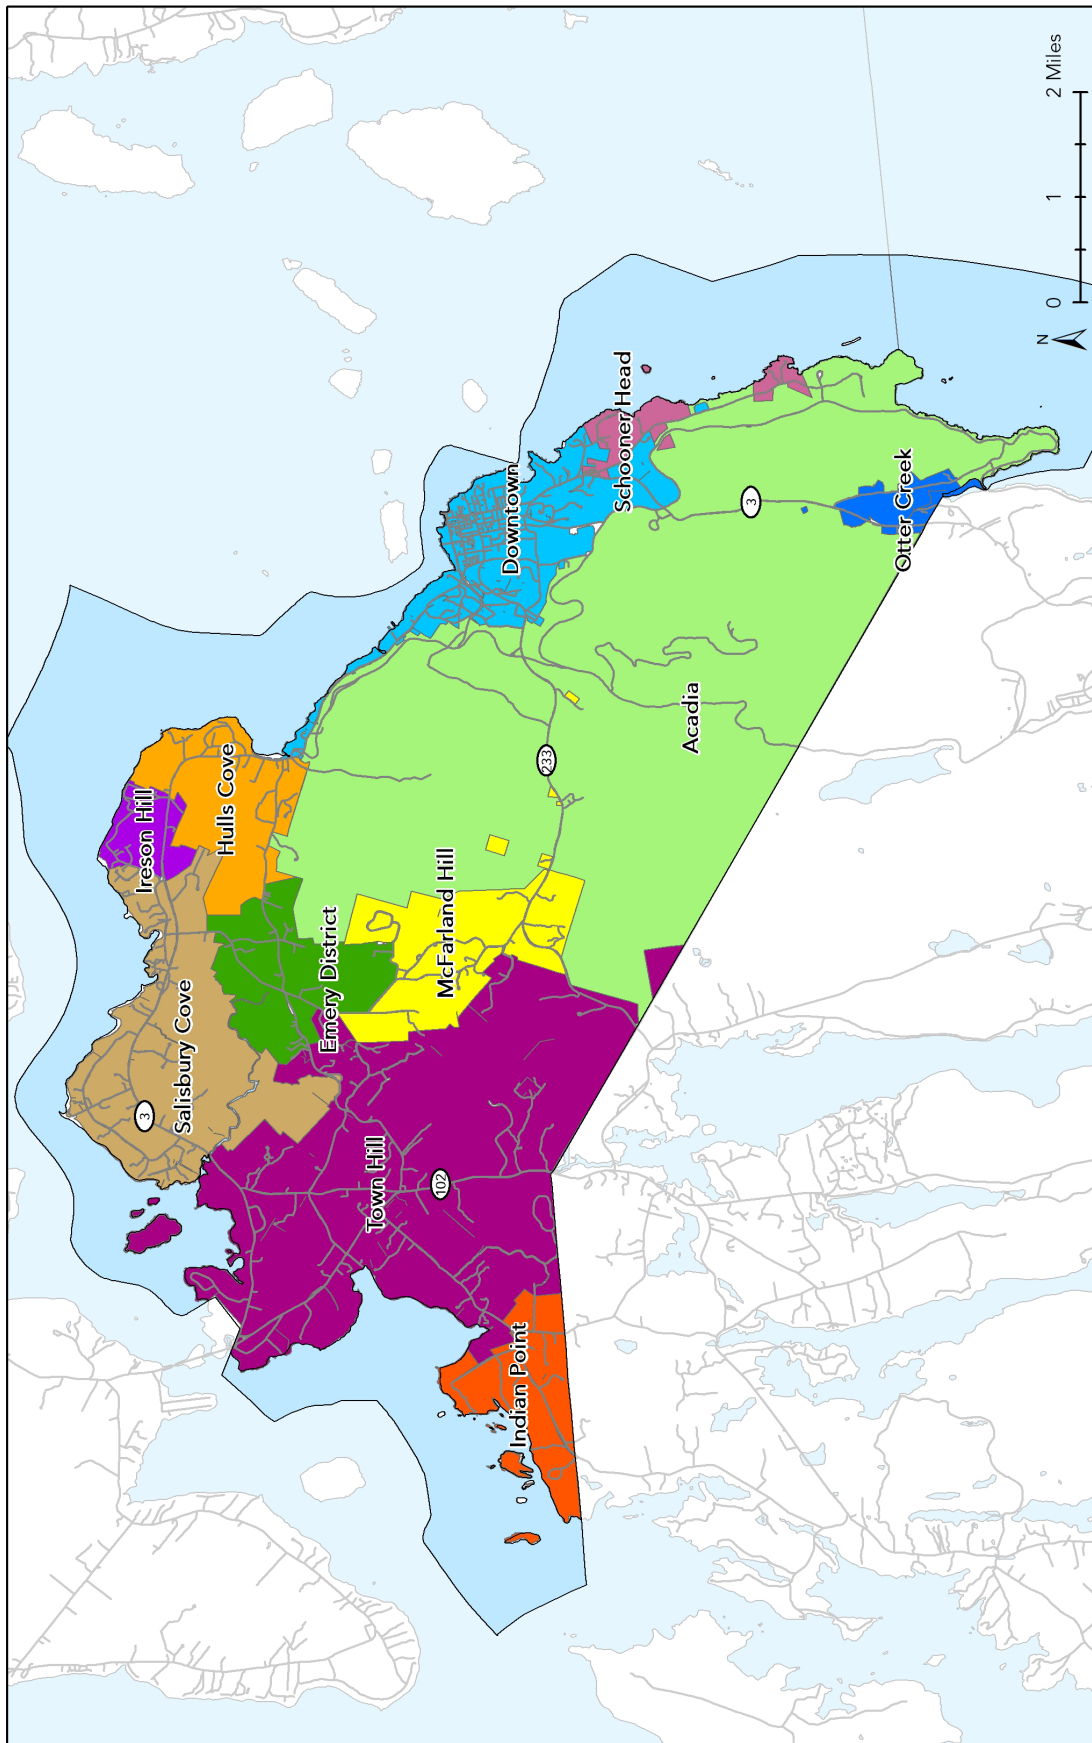 Ireson Hill
Hulls Cove
Salisbury Cove
3
Emery District
McFarland Hill
Town Hill
102
Indian Point
233
Downtown
Schooner Head
Acadia
3
Otter Creek
N
0 1 2 Miles